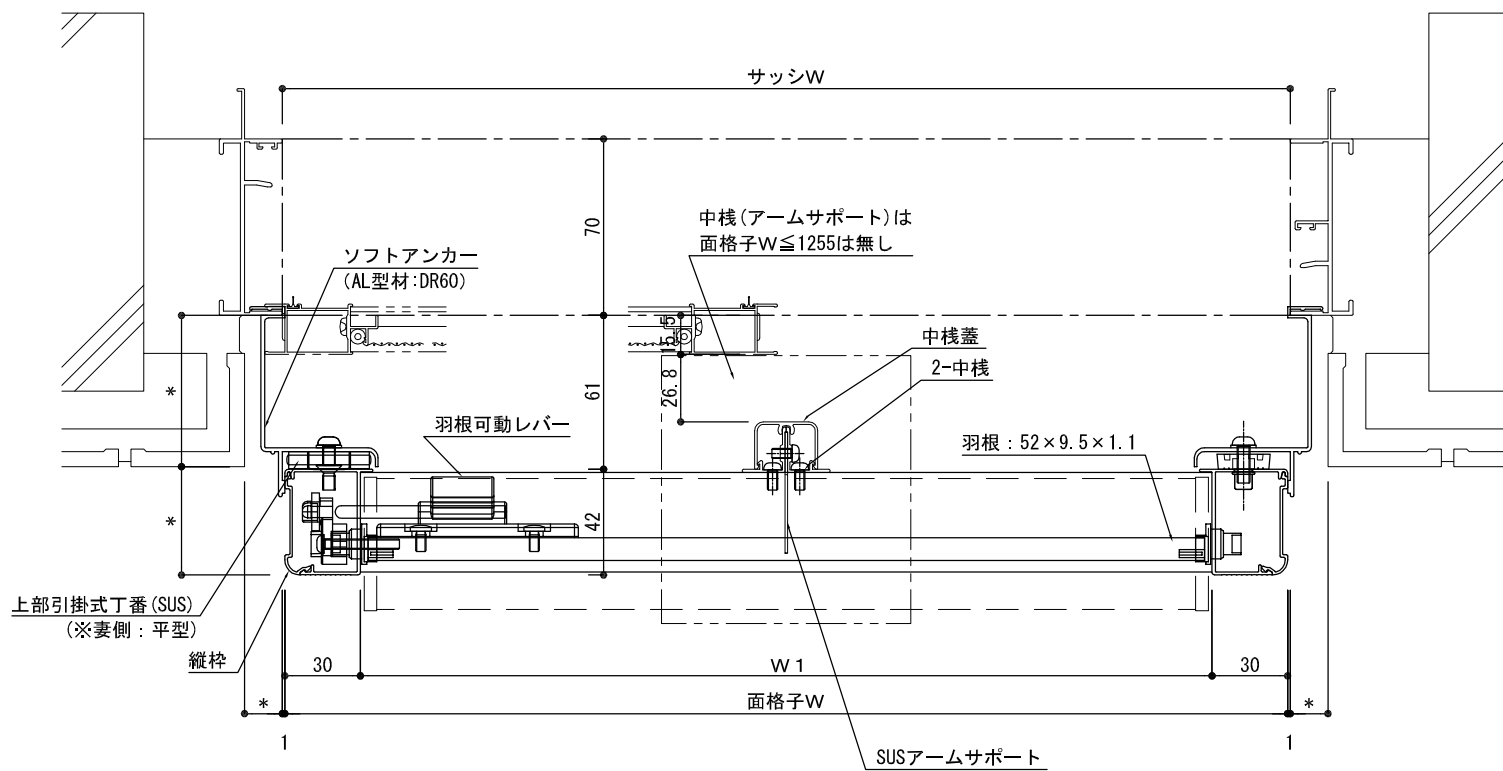 サッシW
70
中桟(アームサポート)は
面格子W≦1255は無し
ソフトアンカー
(AL型材:DR60)
15.5
中桟蓋
2-中桟
*
61
26.8
羽根可動レバー
羽根：52×9.5×1.1
*
42
上部引掛式丁番(SUS)
(※妻側：平型)
縦枠
30
W1
30
*
面格子W
*
1
1
SUSアームサポート